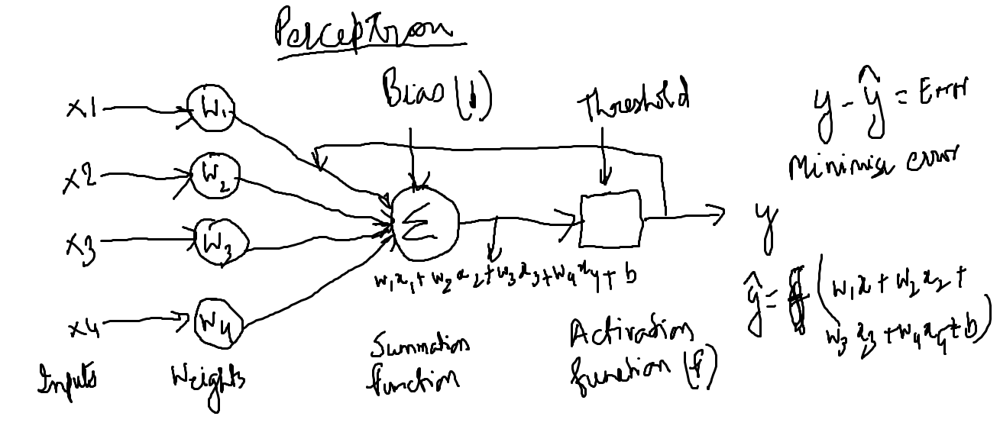 Perceptron
Bias (b)
Threshold
y - ŷ = Error
Minimise error
x1
w₁
x2
w₂
x3
w₃
x4
w₄
Σ
y
w₁x₁ + w₂x₂ + w₃x₃ + w₄x₄ + b
ŷ = f (w₁x + w₂x₂ +
w₃x₃ + w₄x₄ + b)
Inputs
Weights
Summation
function
Activation
function (f)